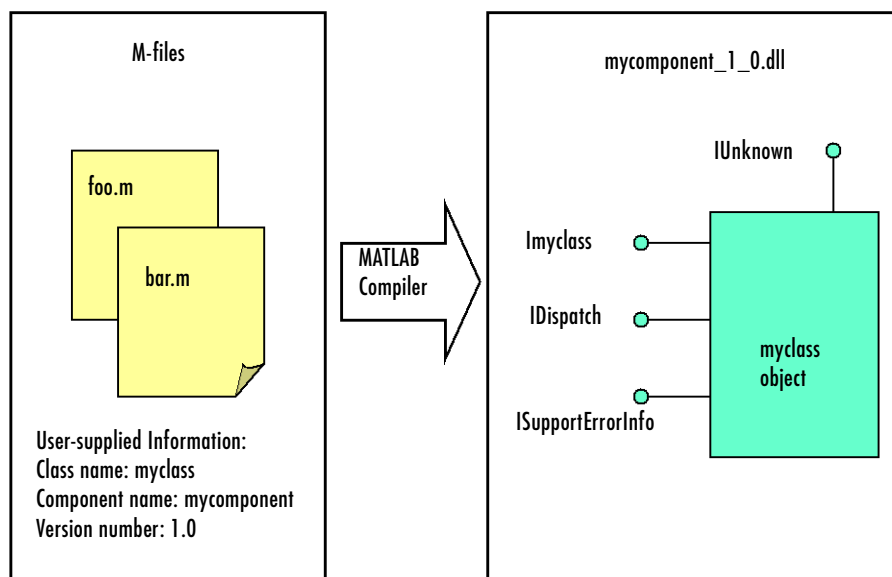 M-files
foo.m
bar.m
User-supplied Information:
Class name: myclass
Component name: mycomponent
Version number: 1.0
MATLAB
Compiler
mycomponent_1_0.dll
IUnknown
Imyclass
IDispatch
ISupportErrorInfo
myclass
object